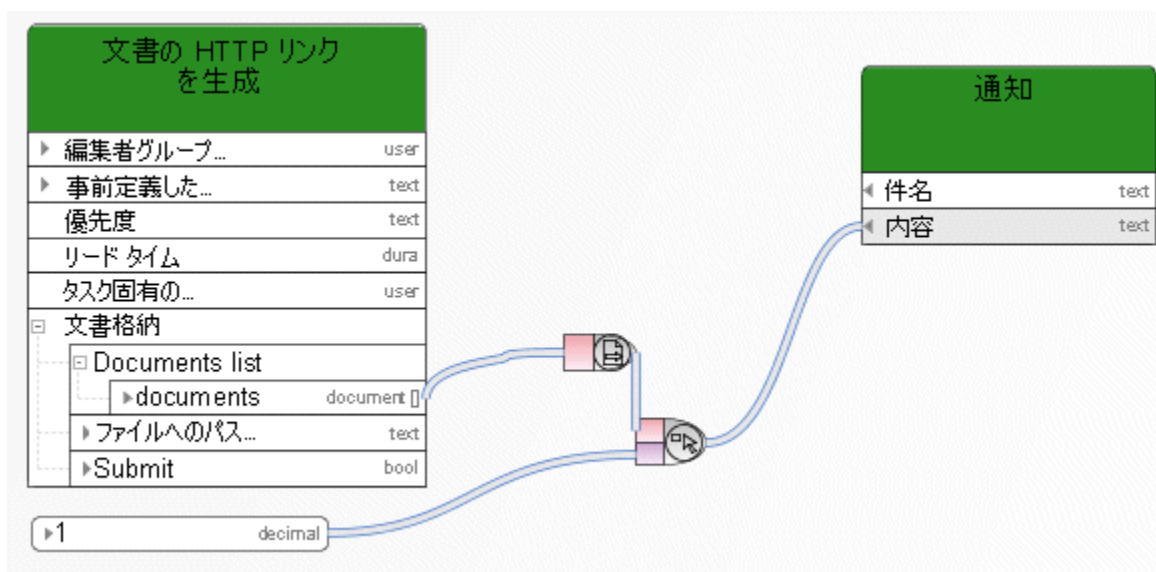 文書の HTTP リンク
を生成
編集者グループ... user
事前定義した... text
優先度 text
リード タイム dura
タスク固有の... user
文書格納
Documents list
documents document []
ファイルへのパス... text
Submit bool
1 decimal
通知
件名 text
内容 text